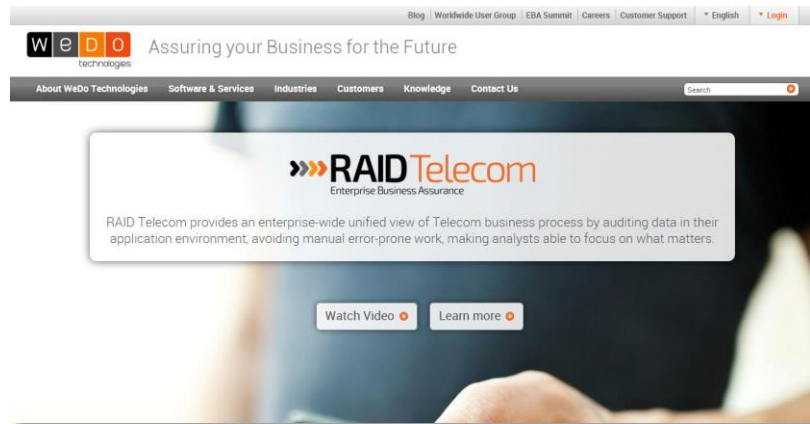 Blog Worldwide User Group EBA Summit Careers Customer Support English Login
WeDO technologies
Assuring your Business for the Future
About WeDo Technologies Software & Services Industries Customers Knowledge Contact Us Search
RAID Telecom
Enterprise Business Assurance
RAID Telecom provides an enterprise-wide unified view of Telecom business process by auditing data in their
application environment, avoiding manual error-prone work, making analysts able to focus on what matters.
Watch Video Learn more